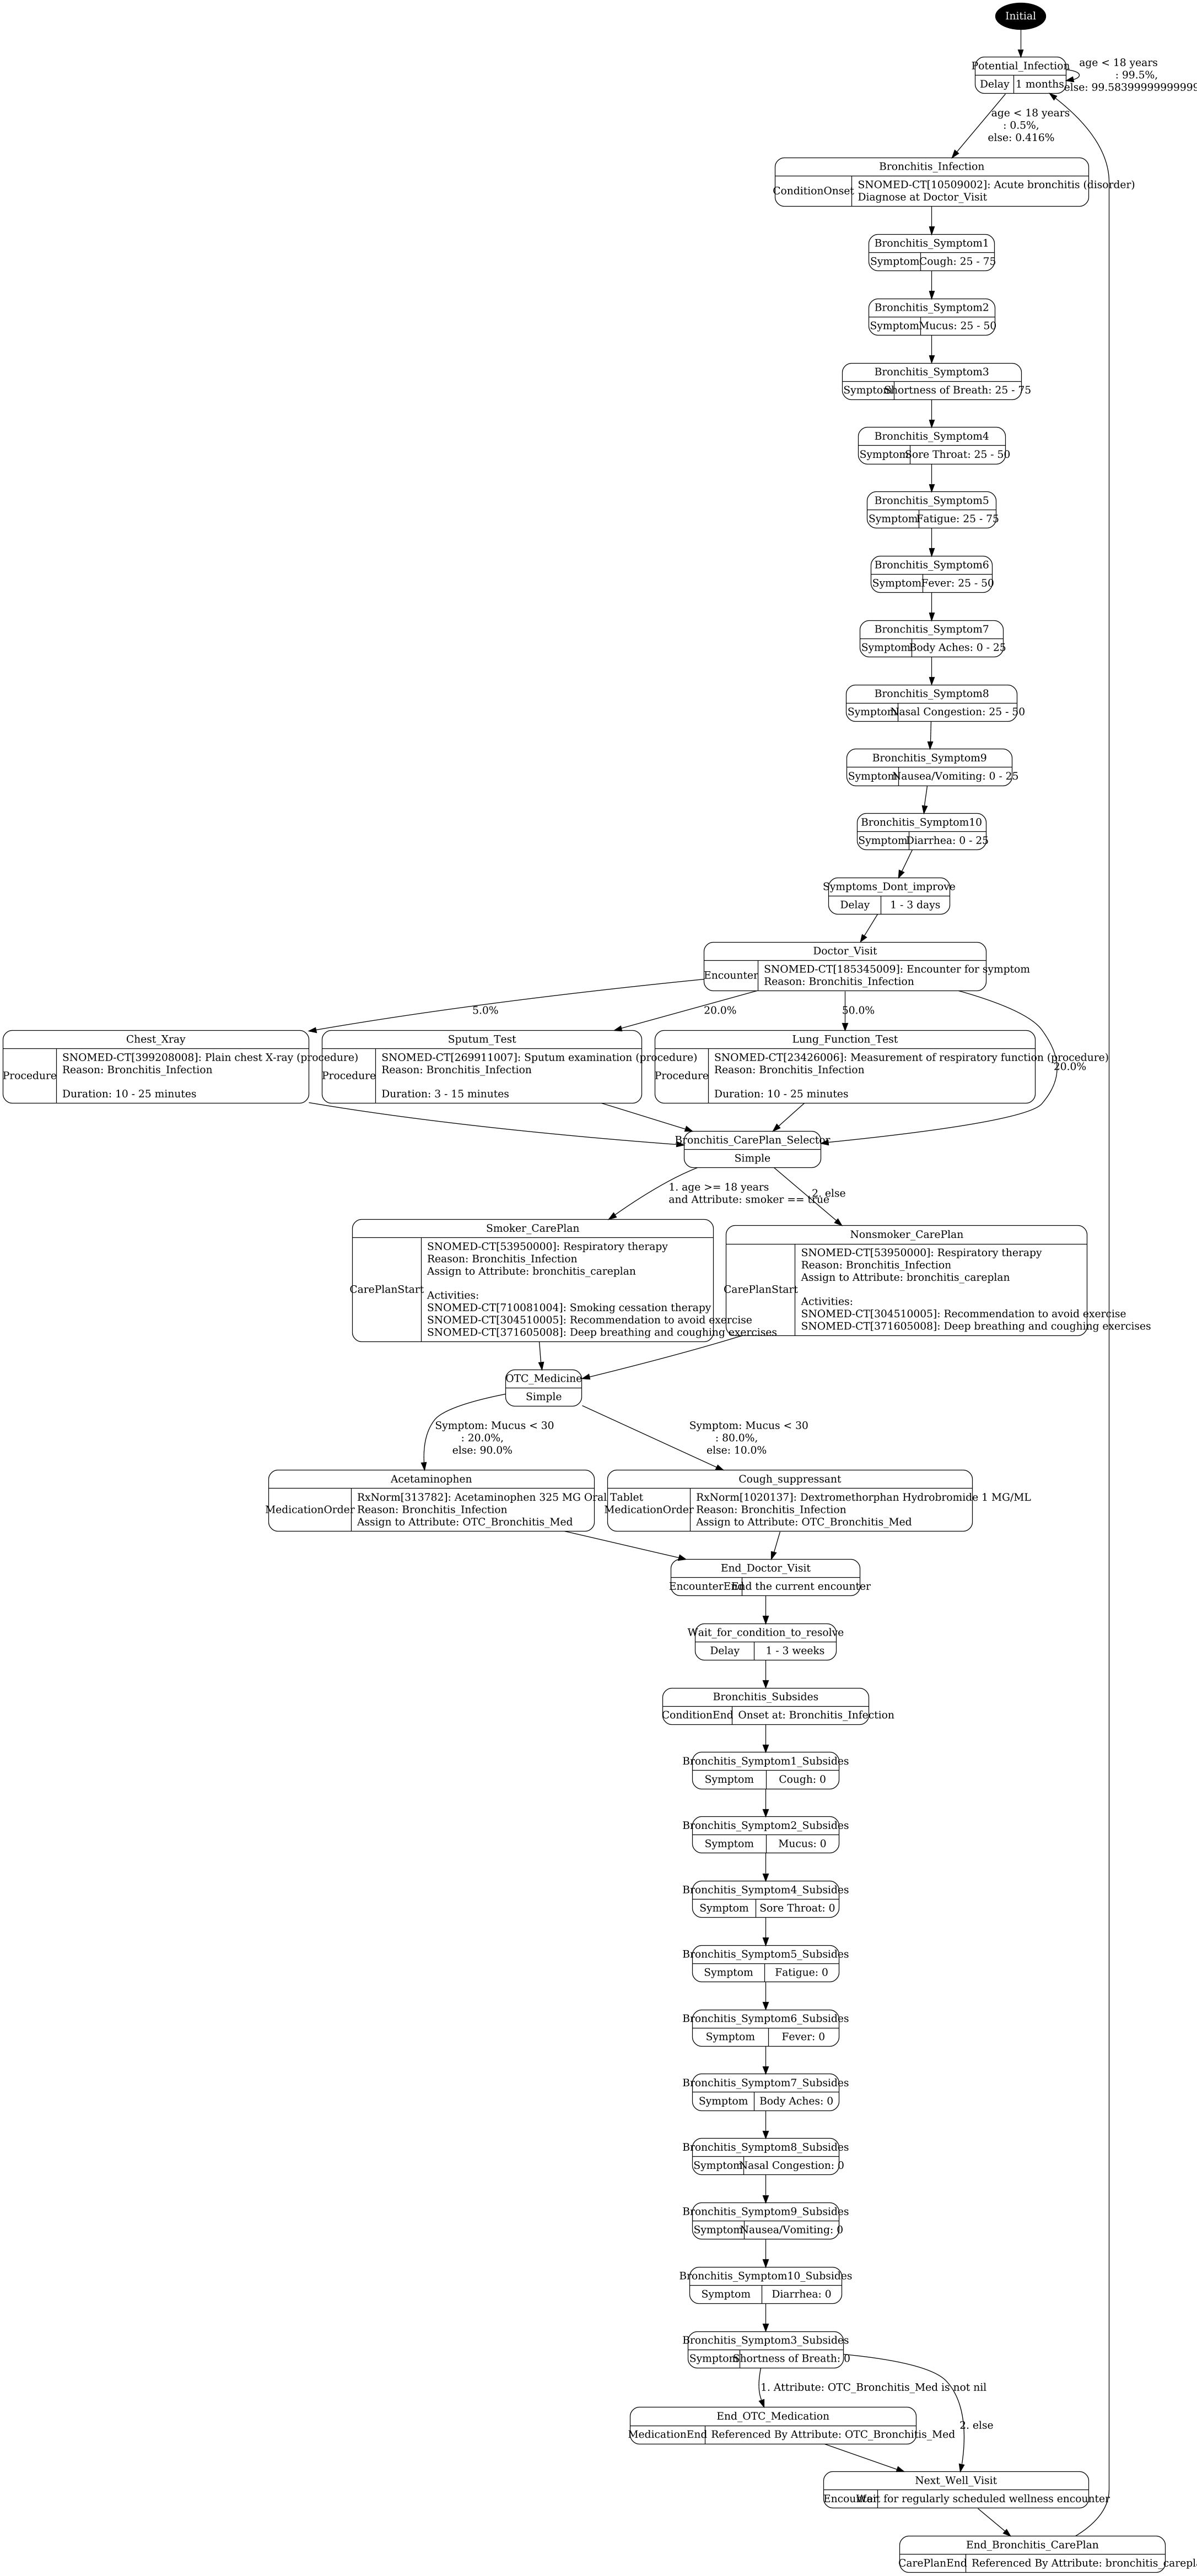 Initial
Potential_Infection
Delay
1 months
age < 18 years
: 99.5%,
else: 99.58399999999999
age < 18 years
: 0.5%,
else: 0.416%
Bronchitis_Infection
ConditionOnset
SNOMED-CT[10509002]: Acute bronchitis (disorder)
Diagnose at Doctor_Visit
Bronchitis_Symptom1
Symptom
Cough: 25 - 75
Bronchitis_Symptom2
Symptom
Mucus: 25 - 50
Bronchitis_Symptom3
Symptom
Shortness of Breath: 25 - 75
Bronchitis_Symptom4
Symptom
Sore Throat: 25 - 50
Bronchitis_Symptom5
Symptom
Fatigue: 25 - 75
Bronchitis_Symptom6
Symptom
Fever: 25 - 50
Bronchitis_Symptom7
Symptom
Body Aches: 0 - 25
Bronchitis_Symptom8
Symptom
Nasal Congestion: 25 - 50
Bronchitis_Symptom9
Symptom
Nausea/Vomiting: 0 - 25
Bronchitis_Symptom10
Symptom
Diarrhea: 0 - 25
Symptoms_Dont_improve
Delay
1 - 3 days
Doctor_Visit
Encounter
SNOMED-CT[185345009]: Encounter for symptom
Reason: Bronchitis_Infection
5.0%
20.0%
50.0%
20.0%
Chest_Xray
Procedure
SNOMED-CT[399208008]: Plain chest X-ray (procedure)
Reason: Bronchitis_Infection
Duration: 10 - 25 minutes
Sputum_Test
Procedure
SNOMED-CT[269911007]: Sputum examination (procedure)
Reason: Bronchitis_Infection
Duration: 3 - 15 minutes
Lung_Function_Test
Procedure
SNOMED-CT[23426006]: Measurement of respiratory function (procedure)
Reason: Bronchitis_Infection
Duration: 10 - 25 minutes
Bronchitis_CarePlan_Selector
Simple
1. age >= 18 years
and Attribute: smoker == true
2. else
Smoker_CarePlan
CarePlanStart
SNOMED-CT[53950000]: Respiratory therapy
Reason: Bronchitis_Infection
Assign to Attribute: bronchitis_careplan
Activities:
SNOMED-CT[710081004]: Smoking cessation therapy
SNOMED-CT[304510005]: Recommendation to avoid exercise
SNOMED-CT[371605008]: Deep breathing and coughing exercises
Nonsmoker_CarePlan
CarePlanStart
SNOMED-CT[53950000]: Respiratory therapy
Reason: Bronchitis_Infection
Assign to Attribute: bronchitis_careplan
Activities:
SNOMED-CT[304510005]: Recommendation to avoid exercise
SNOMED-CT[371605008]: Deep breathing and coughing exercises
OTC_Medicine
Simple
Symptom: Mucus < 30
: 20.0%,
else: 90.0%
Symptom: Mucus < 30
: 80.0%,
else: 10.0%
Acetaminophen
MedicationOrder
RxNorm[313782]: Acetaminophen 325 MG Oral Tablet
Reason: Bronchitis_Infection
Assign to Attribute: OTC_Bronchitis_Med
Cough_suppressant
MedicationOrder
RxNorm[1020137]: Dextromethorphan Hydrobromide 1 MG/ML
Reason: Bronchitis_Infection
Assign to Attribute: OTC_Bronchitis_Med
End_Doctor_Visit
EncounterEnd
End the current encounter
Wait_for_condition_to_resolve
Delay
1 - 3 weeks
Bronchitis_Subsides
ConditionEnd
Onset at: Bronchitis_Infection
Bronchitis_Symptom1_Subsides
Symptom
Cough: 0
Bronchitis_Symptom2_Subsides
Symptom
Mucus: 0
Bronchitis_Symptom4_Subsides
Symptom
Sore Throat: 0
Bronchitis_Symptom5_Subsides
Symptom
Fatigue: 0
Bronchitis_Symptom6_Subsides
Symptom
Fever: 0
Bronchitis_Symptom7_Subsides
Symptom
Body Aches: 0
Bronchitis_Symptom8_Subsides
Symptom
Nasal Congestion: 0
Bronchitis_Symptom9_Subsides
Symptom
Nausea/Vomiting: 0
Bronchitis_Symptom10_Subsides
Symptom
Diarrhea: 0
Bronchitis_Symptom3_Subsides
Symptom
Shortness of Breath: 0
1. Attribute: OTC_Bronchitis_Med is not nil
2. else
End_OTC_Medication
MedicationEnd
Referenced By Attribute: OTC_Bronchitis_Med
Next_Well_Visit
Encounter
Wait for regularly scheduled wellness encounter
End_Bronchitis_CarePlan
CarePlanEnd
Referenced By Attribute: